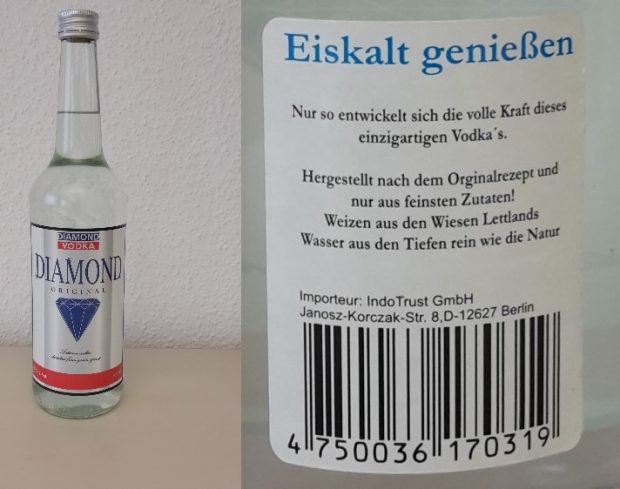 DIAMOND
VODKA
DIAMOND
ORIGINAL
Eiskalt genießen
Nur so entwickelt sich die volle Kraft dieses
einzigartigen Vodka´s.
Hergestellt nach dem Orginalrezept und
nur aus feinsten Zutaten!
Weizen aus den Wiesen Lettlands
Wasser aus den Tiefen rein wie die Natur
Importeur: IndoTrust GmbH
Janosz-Korczak-Str. 8,D-12627 Berlin
4 750036 170319